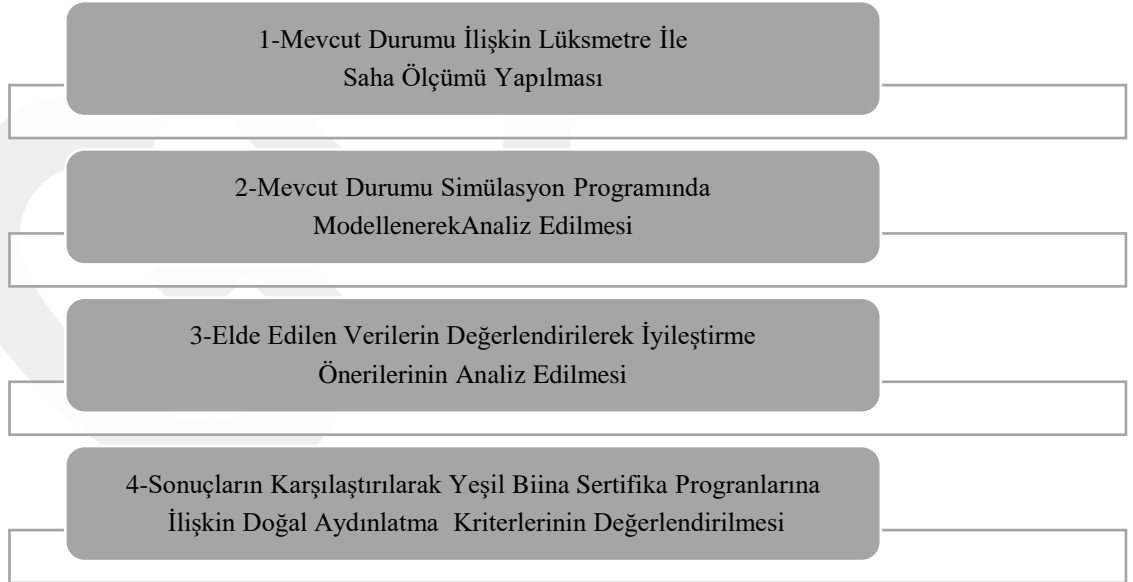 1-Mevcut Durumu İlişkin Lüksmetre İle
Saha Ölçümü Yapılması
2-Mevcut Durumu Simülasyon Programında
ModellenerekAnaliz Edilmesi
3-Elde Edilen Verilerin Değerlendirilerek İyileştirme
Önerilerinin Analiz Edilmesi
4-Sonuçların Karşılaştırılarak Yeşil Biina Sertifika Progranlarına
İlişkin Doğal Aydınlatma Kriterlerinin Değerlendirilmesi